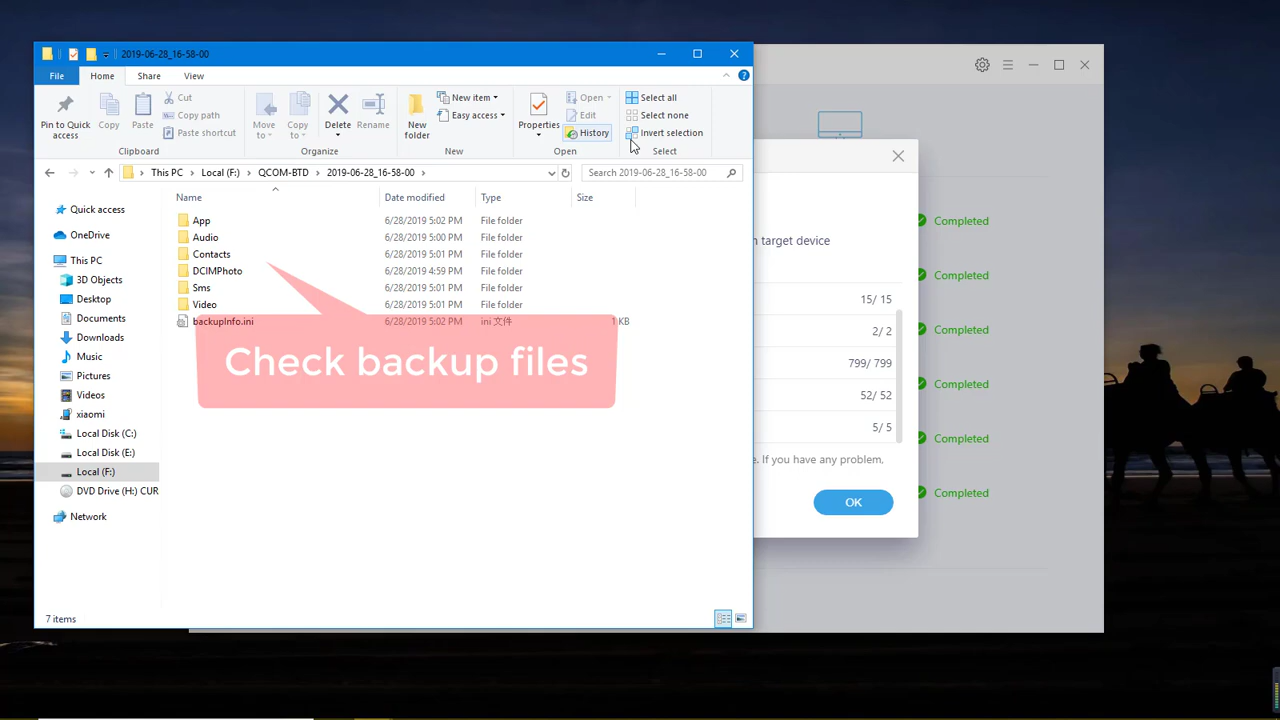 2019-06-28_16-58-00
File Home Share View
Pin to Quick access
Copy
Paste
Cut
Copy path
Paste shortcut
Clipboard
Move to
Copy to
Delete
Rename
Organize
New folder
New item
Easy access
New
Properties
Open
Edit
History
Open
Select all
Select none
Invert selection
Select
This PC Local (F:) QCOM-BTD 2019-06-28_16-58-00
Search 2019-06-28_16-58-00
Quick access
OneDrive
This PC
3D Objects
Desktop
Documents
Downloads
Music
Pictures
Videos
xiaomi
Local Disk (C:)
Local Disk (E:)
Local (F:)
DVD Drive (H:) CUR
Network
Name Date modified Type Size
App 6/28/2019 5:02 PM File folder
Audio 6/28/2019 5:00 PM File folder
Contacts 6/28/2019 5:01 PM File folder
DCIMPhoto 6/28/2019 4:59 PM File folder
Sms 6/28/2019 5:01 PM File folder
Video 6/28/2019 5:01 PM File folder
backupInfo.ini 6/28/2019 5:02 PM ini 文件 1 KB
Check backup files
7 items
target device
15/ 15
2/ 2
799/ 799
52/ 52
5/ 5
. If you have any problem,
OK
Completed
Completed
Completed
Completed
Completed
Completed